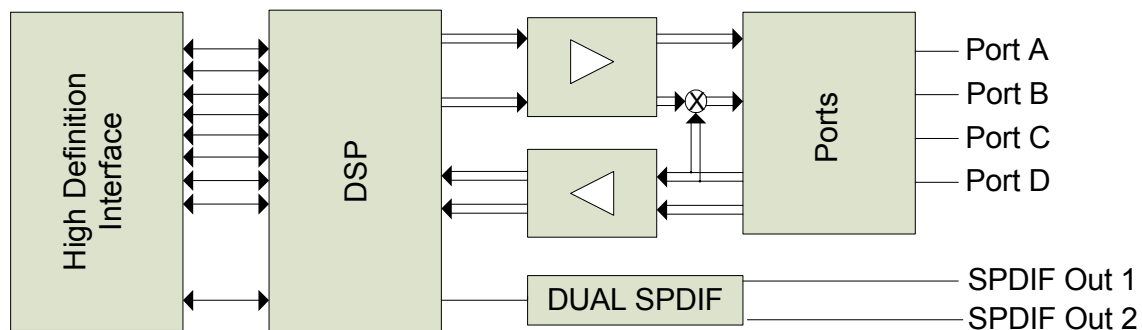 High Definition
Interface
DSP
Ports
Port A
Port B
Port C
Port D
DUAL SPDIF
SPDIF Out 1
SPDIF Out 2